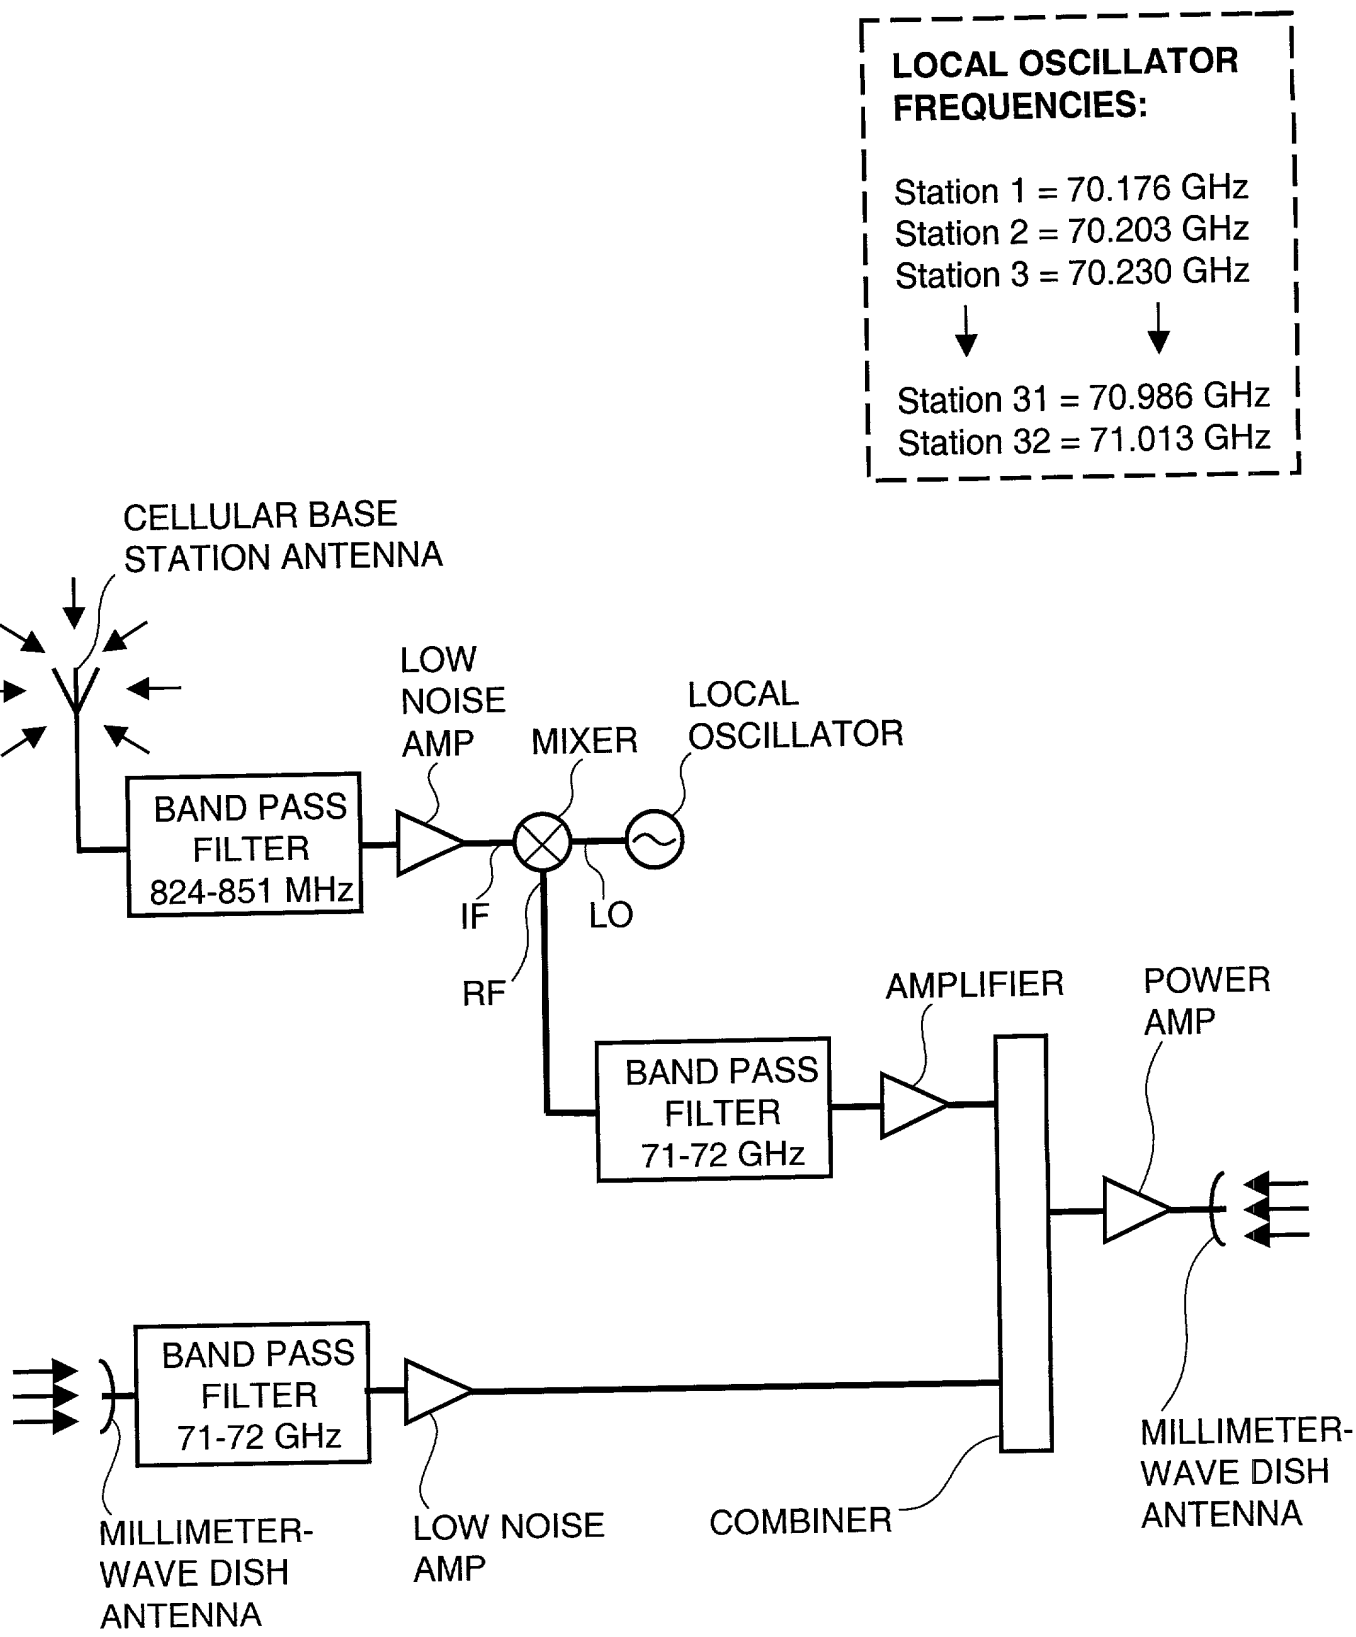 LOCAL OSCILLATOR
FREQUENCIES:
Station 1 = 70.176 GHz
Station 2 = 70.203 GHz
Station 3 = 70.230 GHz
Station 31 = 70.986 GHz
Station 32 = 71.013 GHz
CELLULAR BASE
STATION ANTENNA
LOW
NOISE
AMP
MIXER
LOCAL
OSCILLATOR
BAND PASS
FILTER
824-851 MHz
IF
LO
RF
AMPLIFIER
POWER
AMP
BAND PASS
FILTER
71-72 GHz
BAND PASS
FILTER
71-72 GHz
MILLIMETER-
WAVE DISH
ANTENNA
LOW NOISE
AMP
COMBINER
MILLIMETER-
WAVE DISH
ANTENNA